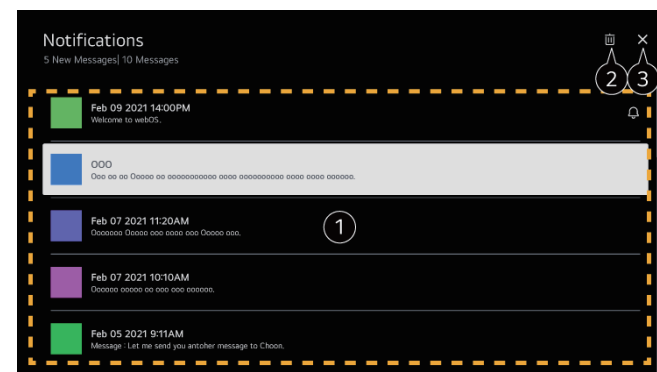 Notifications
5 New Messages| 10 Messages
2 3
Feb 09 2021 14:00PM
Welcome to webOS.
OOO
Ooo oo oo Ooooo oo ooooooooooo oooo oooooooooo oooo oooo oooooo.
Feb 07 2021 11:20AM
Ooooooo Ooooo ooo oooo ooo Ooooo ooo.
1
Feb 07 2021 10:10AM
Oooooo ooooo oo ooo ooo oooooo.
Feb 05 2021 9:11AM
Message : Let me send you antoher message to Choon.